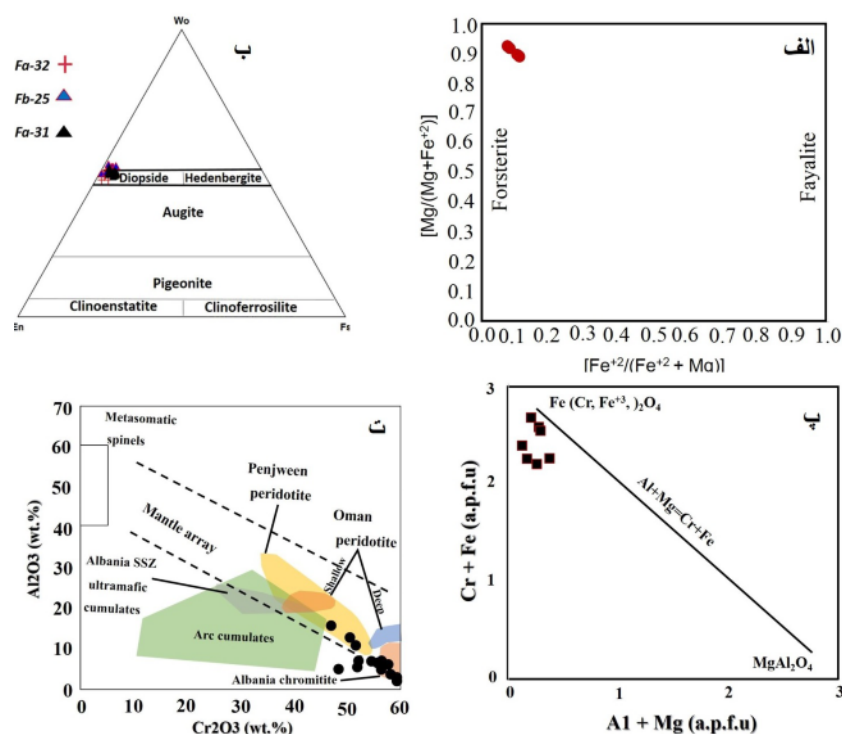 Wo
ب
Fa-32
Fb-25
Fa-31
Diopside Hedenbergite
Augite
Pigeonite
Clinoenstatite Clinoferrosilite
En Fs
الف
[Mg/(Mg+Fe+2)]
1.0
0.9
0.8
0.7
0.6
0.5
0.4
0.3
0.2
0.1
0.0
Forsterite
Fayalite
0.0 0.1 0.2 0.3 0.4 0.5 0.6 0.7 0.8 0.9 1.0
[Fe+2/(Fe+2 + Mg)]
Al2O3 (wt.%)
70
60
50
40
30
20
10
0
Metasomatic
spinels
Penjween
peridotite
Mantle array
Oman
peridotite
Shallow
Deep
Albania SSZ
ultramafic
cumulates
Arc cumulates
Albania chromitite
0 10 20 30 40 50 60
Cr2O3 (wt.%)
Cr + Fe (a.p.f.u)
3
2
1
0
Fe (Cr, Fe+3, )2O4
Al+Mg=Cr+Fe
MgAl2O4
0 1 2 3
A1 + Mg (a.p.f.u)